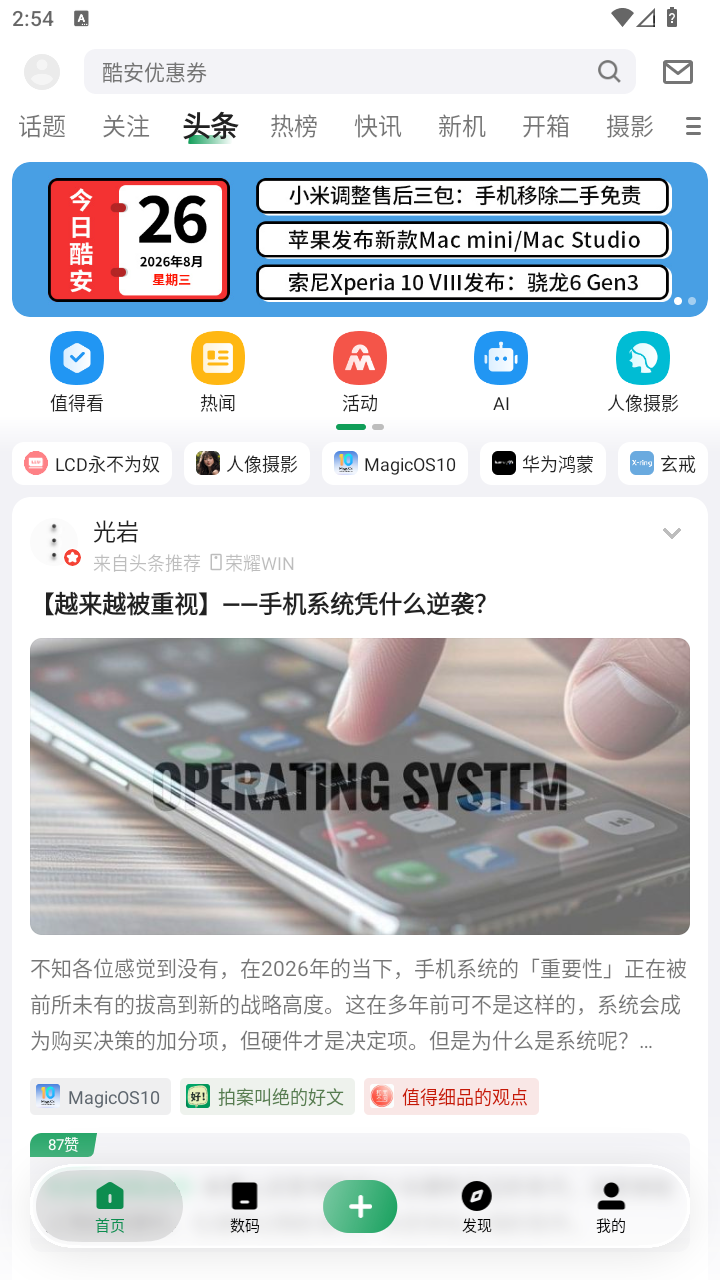 2:54
酷安优惠券
话题 关注 头条 热榜 快讯 新机 开箱 摄影
今日酷安
26
2026年8月
星期三
小米调整售后三包：手机移除二手免责
苹果发布新款Mac mini/Mac Studio
索尼Xperia 10 VIII发布：骁龙6 Gen3
值得看 热闻 活动 AI 人像摄影
LCD永不为奴 人像摄影 MagicOS10 华为鸿蒙 玄戒
光岩
来自头条推荐 荣耀WIN
【越来越被重视】——手机系统凭什么逆袭？
OPERATING SYSTEM
不知各位感觉到没有，在2026年的当下，手机系统的「重要性」正在被
前所未有的拔高到新的战略高度。这在多年前可不是这样的，系统会成
为购买决策的加分项，但硬件才是决定项。但是为什么是系统呢？...
MagicOS10 好! 拍案叫绝的好文 值得细品的观点
87赞
首页 数码 发现 我的